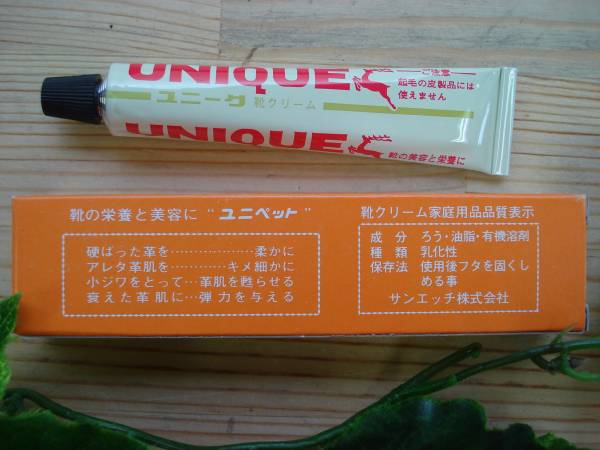 UNIQUE
ユニーク 靴クリーム
UNIQUE
ご注意
起毛の皮製品には
使えません
靴の美容と栄養に
靴の栄養と美容に “ユニペット”
硬ばった革を………………柔かに
アレタ革肌を…………キメ細かに
小ジワをとって…革肌を甦らせる
衰えた革肌に…弾力を与える
靴クリーム家庭用品品質表示
成 分 ろう・油脂・有機溶剤
種 類 乳化性
保存法 使用後フタを固くし
める事
サンエッチ株式会社